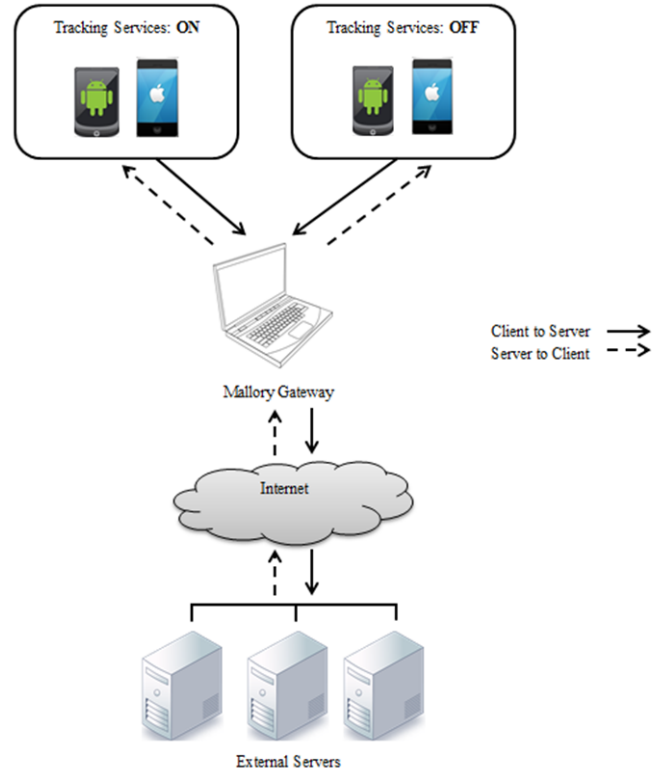 Tracking Services: ON
Tracking Services: OFF
Client to Server
Server to Client
Mallory Gateway
Internet
External Servers